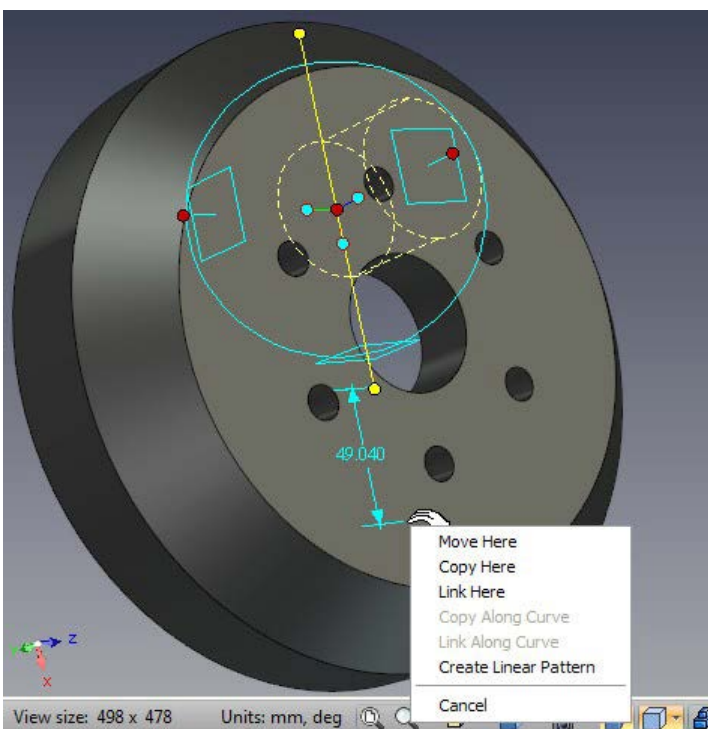 49.040
Move Here
Copy Here
Link Here
Copy Along Curve
Link Along Curve
Create Linear Pattern
Cancel
Z
X
View size: 498 x 478 Units: mm, deg